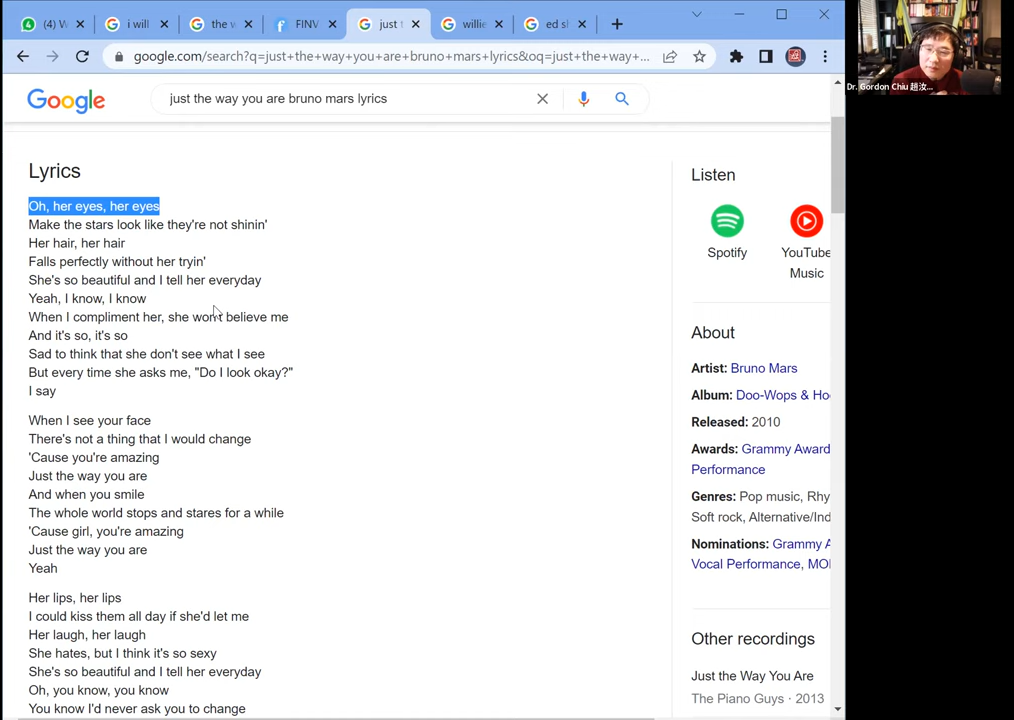 (4) W
i will
the v
FINV
just t
willie
ed sh
google.com/search?q=just+the+way+you+are+bruno+mars+lyrics&oq=just+the+way+...
Google
just the way you are bruno mars lyrics
Dr. Gordon Chiu 趙汝...
Lyrics
Oh, her eyes, her eyes
Make the stars look like they're not shinin'
Her hair, her hair
Falls perfectly without her tryin'
She's so beautiful and I tell her everyday
Yeah, I know, I know
When I compliment her, she won't believe me
And it's so, it's so
Sad to think that she don't see what I see
But every time she asks me, "Do I look okay?"
I say
When I see your face
There's not a thing that I would change
'Cause you're amazing
Just the way you are
And when you smile
The whole world stops and stares for a while
'Cause girl, you're amazing
Just the way you are
Yeah
Her lips, her lips
I could kiss them all day if she'd let me
Her laugh, her laugh
She hates, but I think it's so sexy
She's so beautiful and I tell her everyday
Oh, you know, you know
You know I'd never ask you to change
Listen
Spotify
YouTube
Music
About
Artist: Bruno Mars
Album: Doo-Wops & Ho
Released: 2010
Awards: Grammy Award
Performance
Genres: Pop music, Rhy
Soft rock, Alternative/Ind
Nominations: Grammy A
Vocal Performance, MO
Other recordings
Just the Way You Are
The Piano Guys · 2013